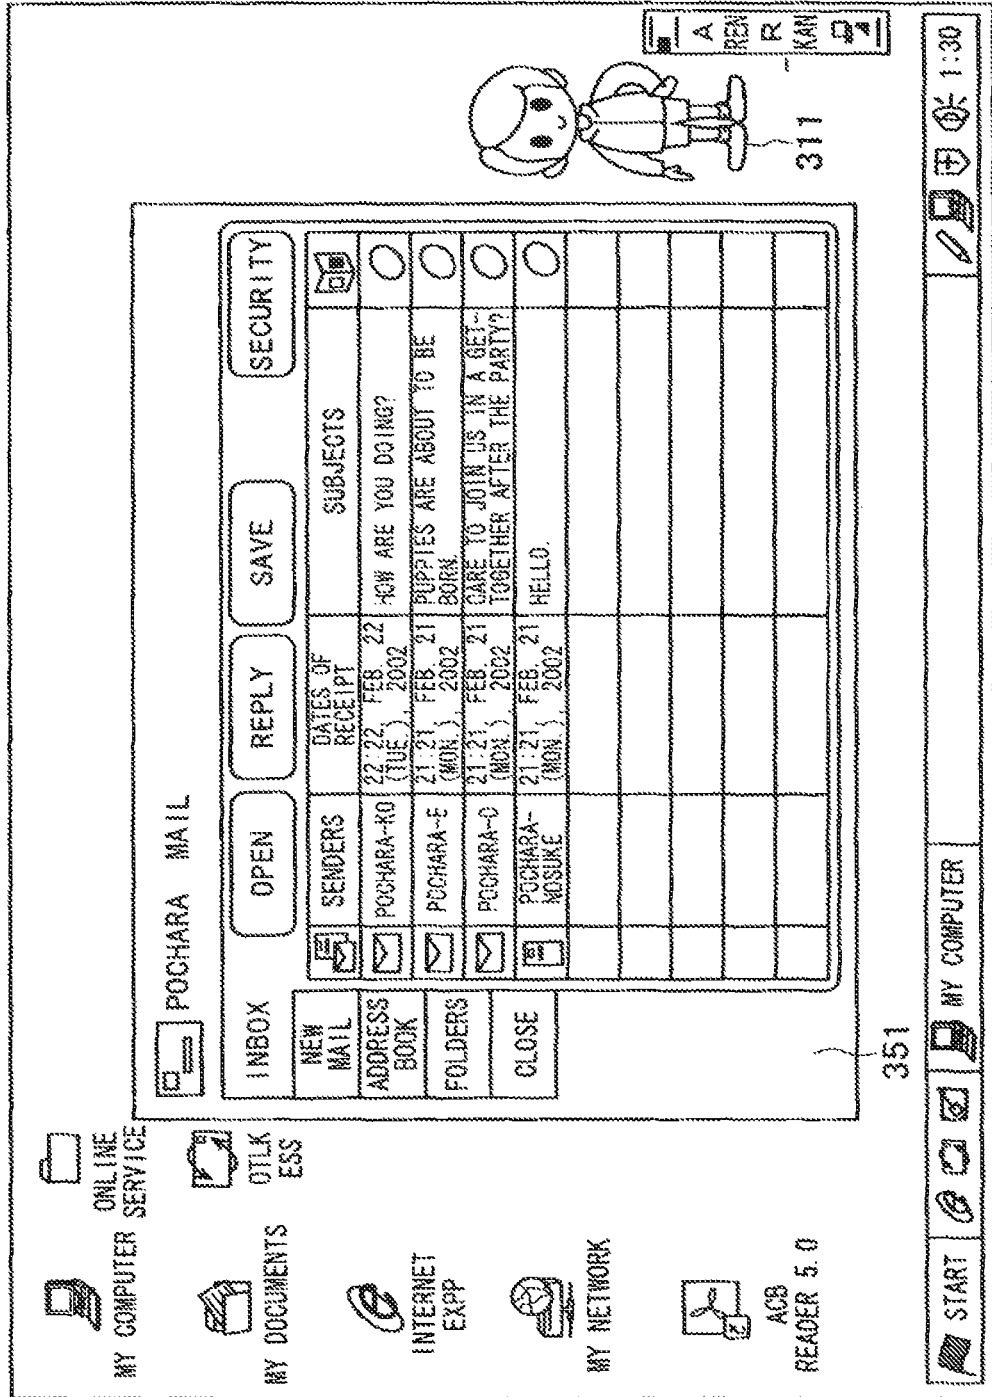 MY COMPUTER
ONLINE
SERVICE
MY DOCUMENTS
OTLK
ESS
INTERNET
EXPP
MY NETWORK
ACB
READER 5.0
POCHARA MAIL
INBOX
OPEN
REPLY
SAVE
SECURITY
NEW
MAIL
ADDRESS
BOOK
FOLDERS
CLOSE
SENDERS
DATES OF
RECEIPT
SUBJECTS
POCHARA-KO
22:22, FEB. 22
(TUE), 2002
HOW ARE YOU DOING?
POCHARA-E
21:21, FEB. 21
(MON.), 2002
PUPPIES ARE ABOUT TO BE
BORN.
POCHARA-O
21:21, FEB. 21
(MON.), 2002
CARE TO JOIN US IN A GET-
TOGETHER AFTER THE PARTY?
POCHARA-
NOSUKE
21:21, FEB. 21
(MON.), 2002
HELLO.
351
311
A
REN
R
KAN
START
MY COMPUTER
1:30